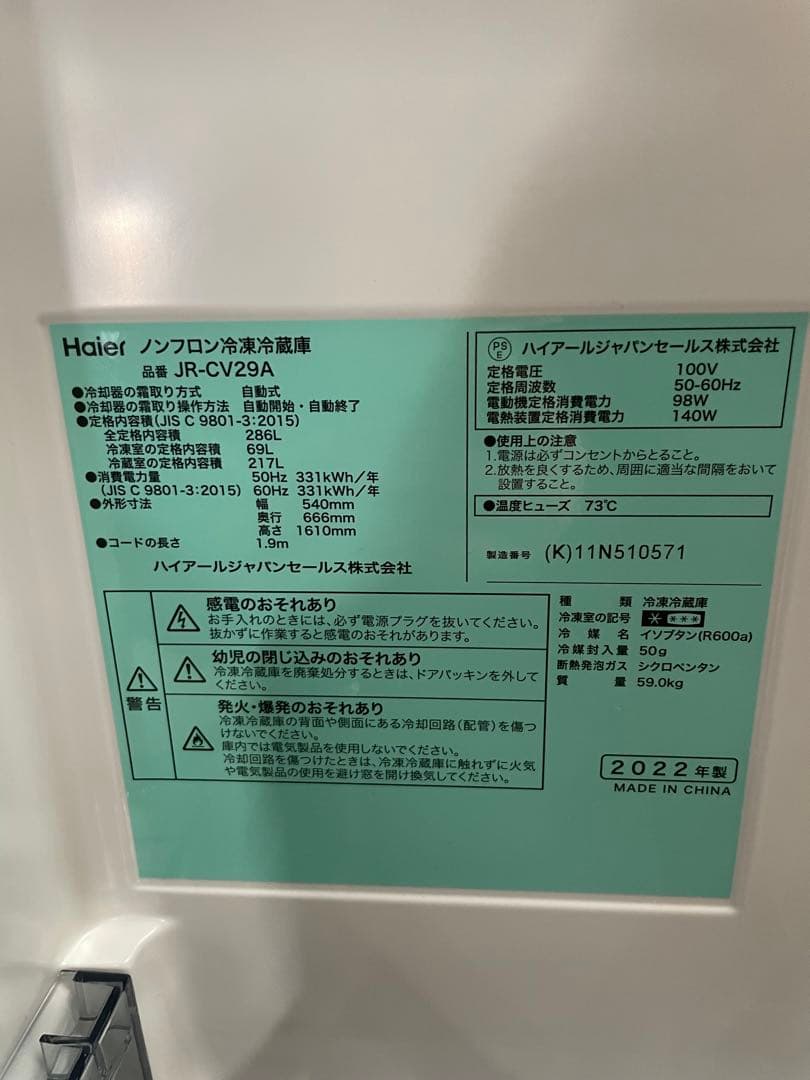 Haier ノンフロン冷凍冷蔵庫
品番 JR-CV29A
●冷却器の霜取り方式 自動式
●冷却器の霜取り操作方法 自動開始・自動終了
●定格内容積(JIS C 9801-3:2015)
全定格内容積 286L
冷凍室の定格内容積 69L
冷蔵室の定格内容積 217L
●消費電力量 50Hz 331kWh/年
(JIS C 9801-3:2015) 60Hz 331kWh/年
●外形寸法 幅 540mm
奥行 666mm
高さ 1610mm
●コードの長さ 1.9m
ハイアールジャパンセールス株式会社
PSE ハイアールジャパンセールス株式会社
定格電圧 100V
定格周波数 50-60Hz
電動機定格消費電力 98W
電熱装置定格消費電力 140W
●使用上の注意
1.電源は必ずコンセントからとること。
2.放熱を良くするため、周囲に適当な間隔をおいて
設置すること。
●温度ヒューズ 73℃
製造番号 (K)11N510571
警告
感電のおそれあり
お手入れのときには、必ず電源プラグを抜いてください。
抜かずに作業すると感電のおそれがあります。
幼児の閉じ込みのおそれあり
冷凍冷蔵庫を廃棄処分するときは、ドアパッキンを外して
ください。
発火・爆発のおそれあり
冷凍冷蔵庫の背面や側面にある冷却回路(配管)を傷つ
けないでください。
庫内では電気製品を使用しないでください。
冷却回路を傷つけたときは、冷凍冷蔵庫に触れずに火気
や電気製品の使用を避け窓を開け換気してください。
種類 冷凍冷蔵庫
冷凍室の記号 * ***
冷媒名 イソブタン(R600a)
冷媒封入量 50g
断熱発泡ガス シクロペンタン
質量 59.0kg
2022年製
MADE IN CHINA